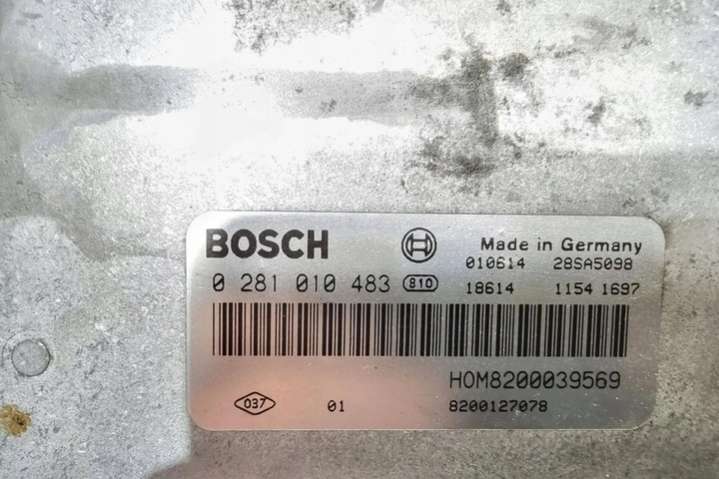 BOSCH
Made in Germany
010614 28SA5098
0 281 010 483 810
18614 1154 1697
HOM8200039569
037 01 8200127078